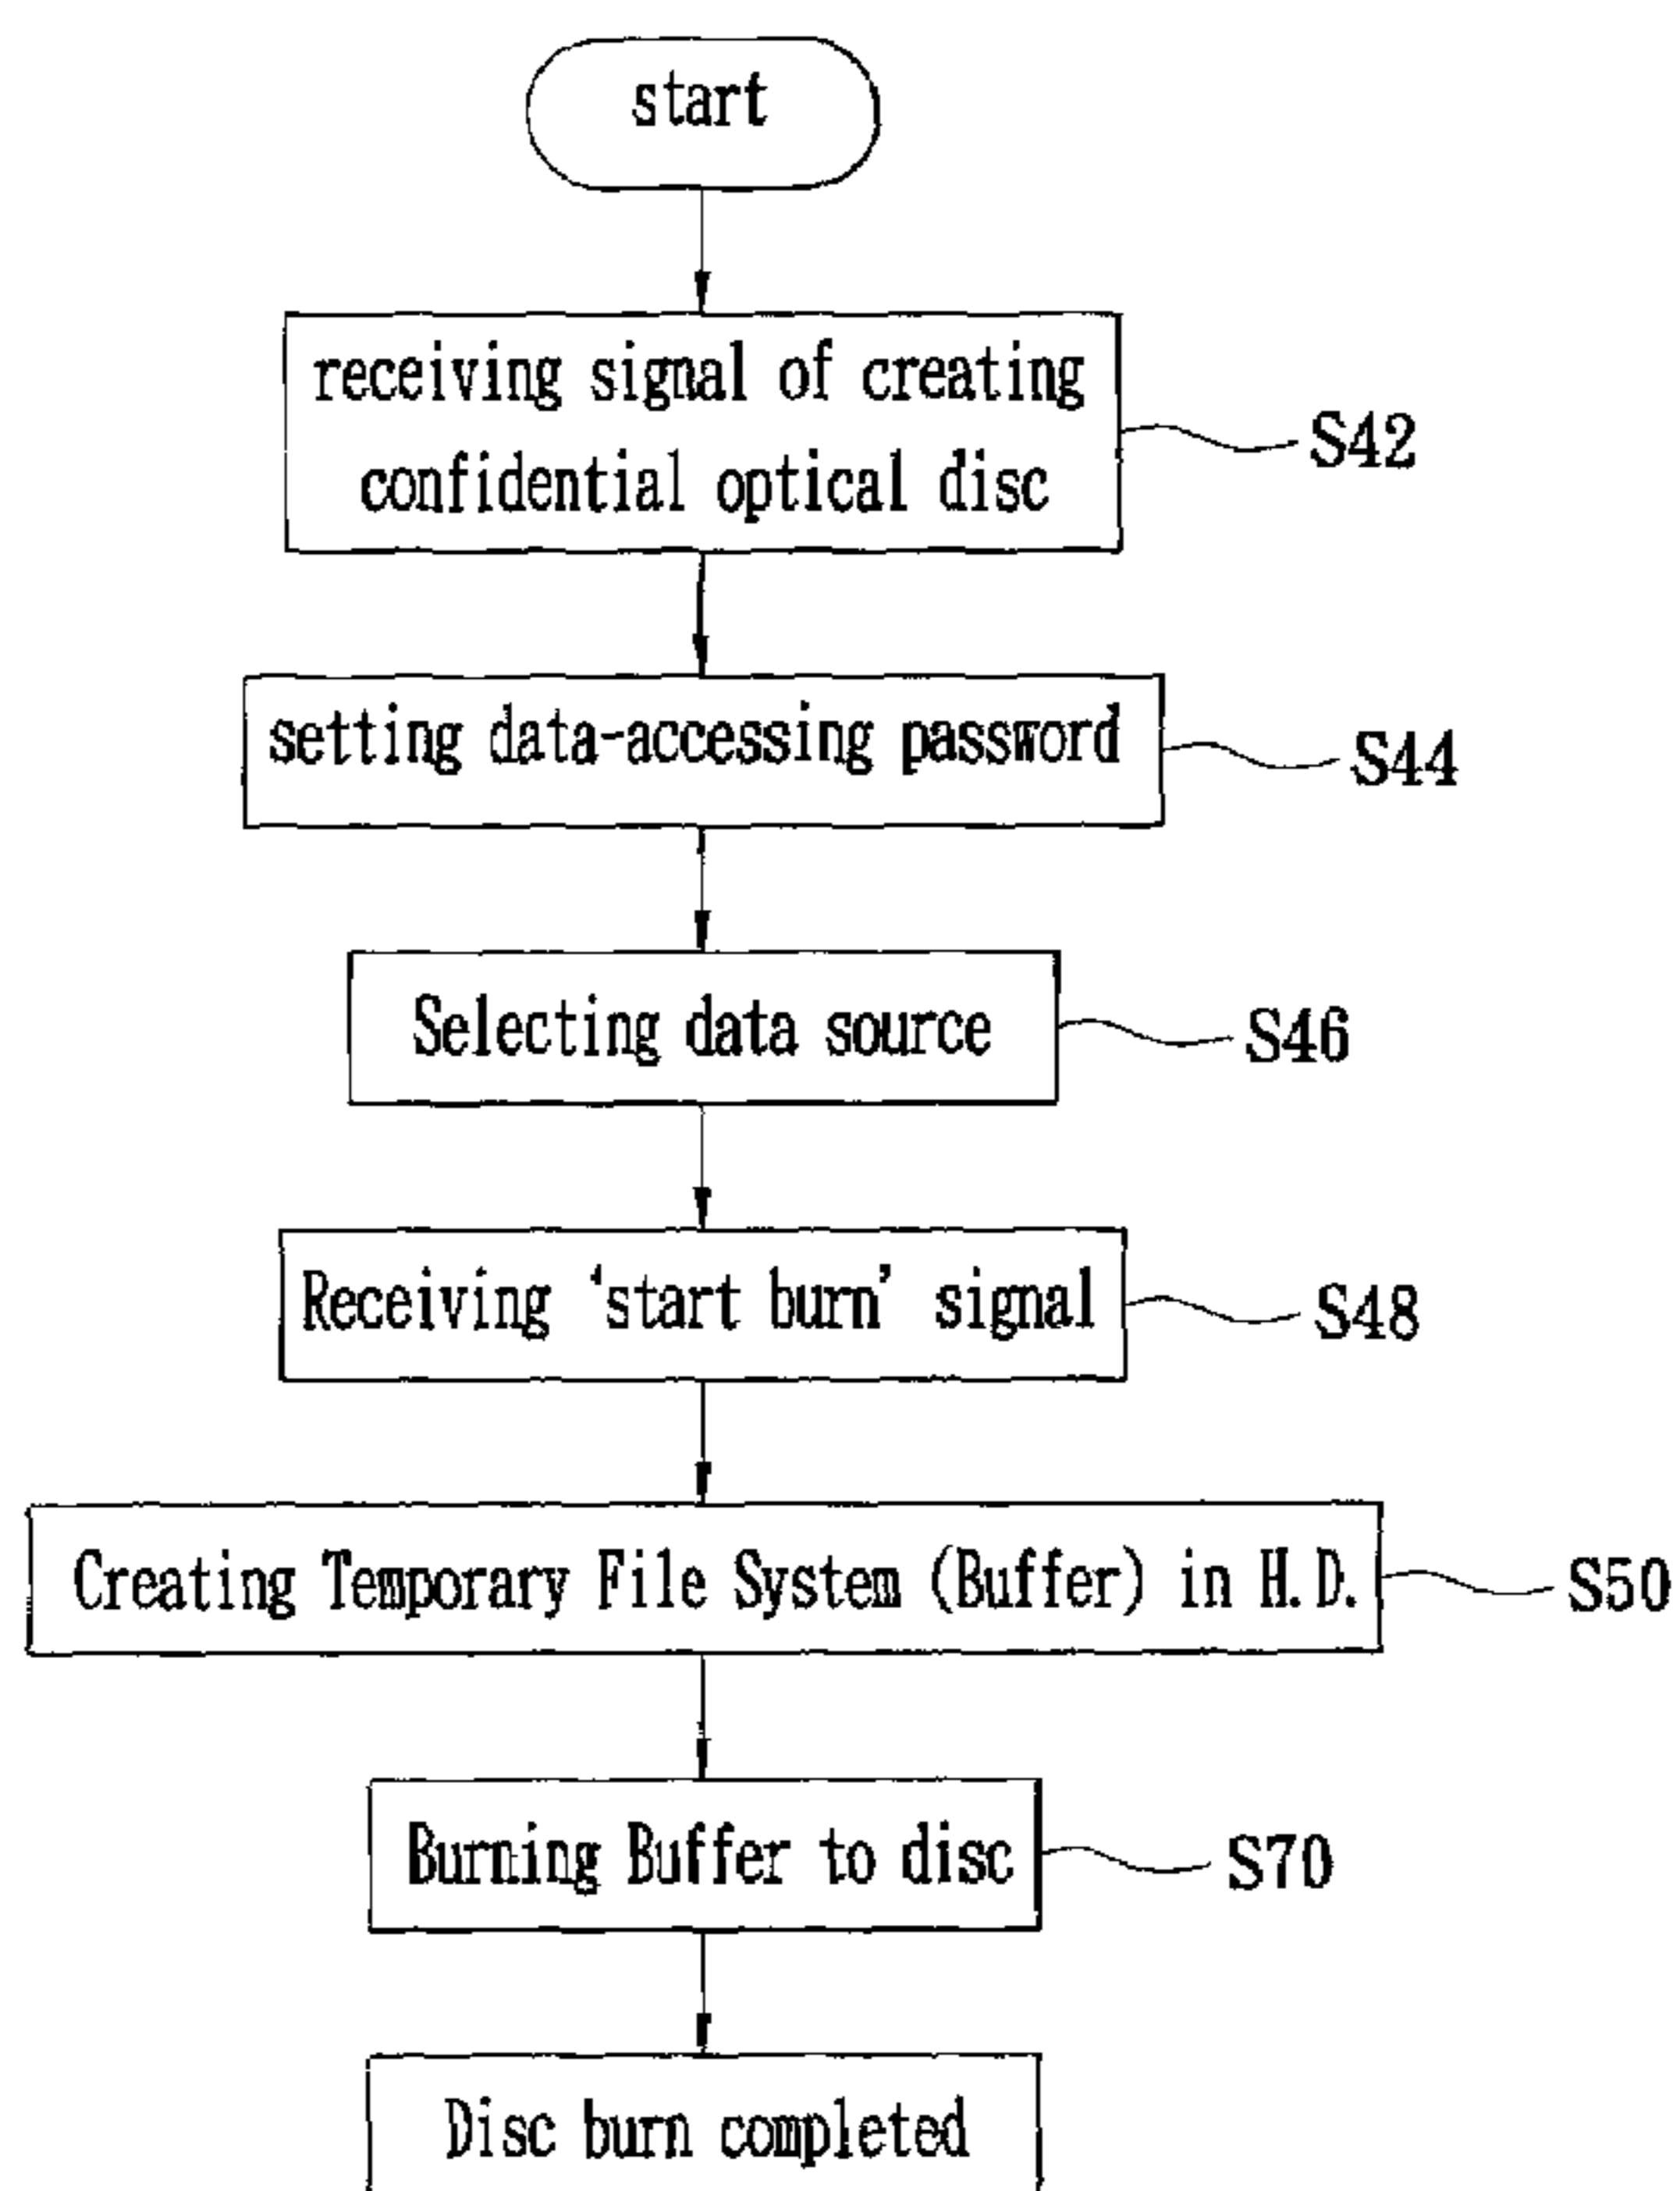 start
receiving signal of creating
confidential optical disc
S42
setting data-accessing password
S44
Selecting data source
S46
Receiving ‘start burn’ signal
S48
Creating Temporary File System (Buffer) in H.D.
S50
Burning Buffer to disc
S70
Disc burn completed